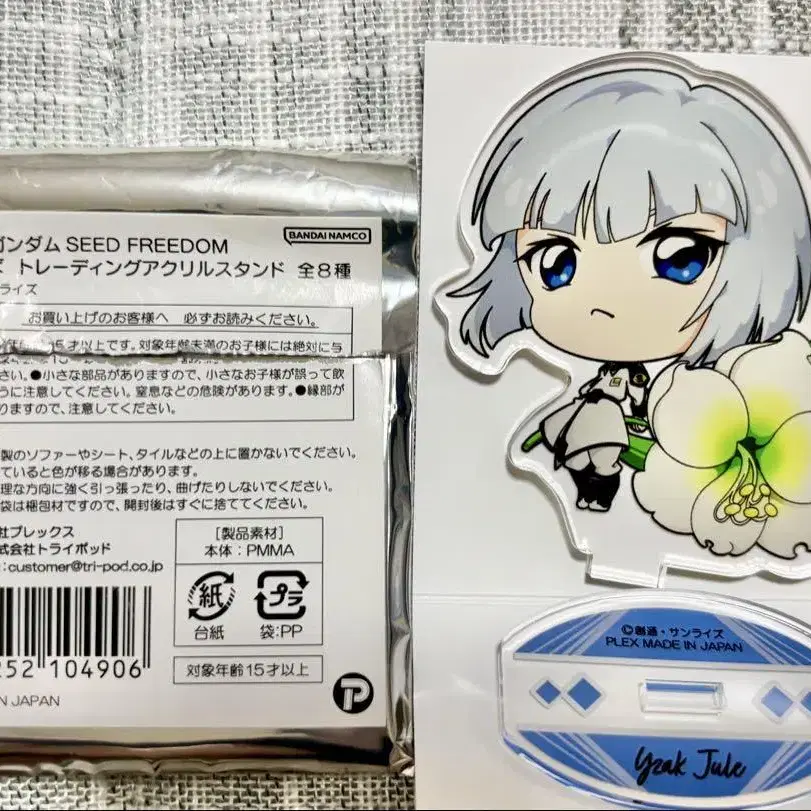 ガンダム SEED FREEDOM
BANDAI NAMCO
トレーディングアクリルスタンド 全8種
ライズ
お買い上げのお客様へ 必ずお読みください。
5才以上です。対象年齢未満のお子様には絶対に与
さい。●小さな部品がありますので、小さなお子様が誤って飲
うに注意してください。窒息などの危険があります。●縁部が
りますので、注意してください。
製のソファーやシート、タイルなどの上に置かないでください。
ていると色が移る場合があります。
理な方向に強く引っ張ったり、曲げたりしないでください。
袋は梱包材ですので、開封後はすぐに捨ててください。
社プレックス
式会社トライポッド
:customer@tri-pod.co.jp
[製品素材]
本体:PMMA
紙
プラ
台紙
袋:PP
252 104906
対象年齢15才以上
N JAPAN
P
©創通・サンライズ
PLEX MADE IN JAPAN
Yzak Jule